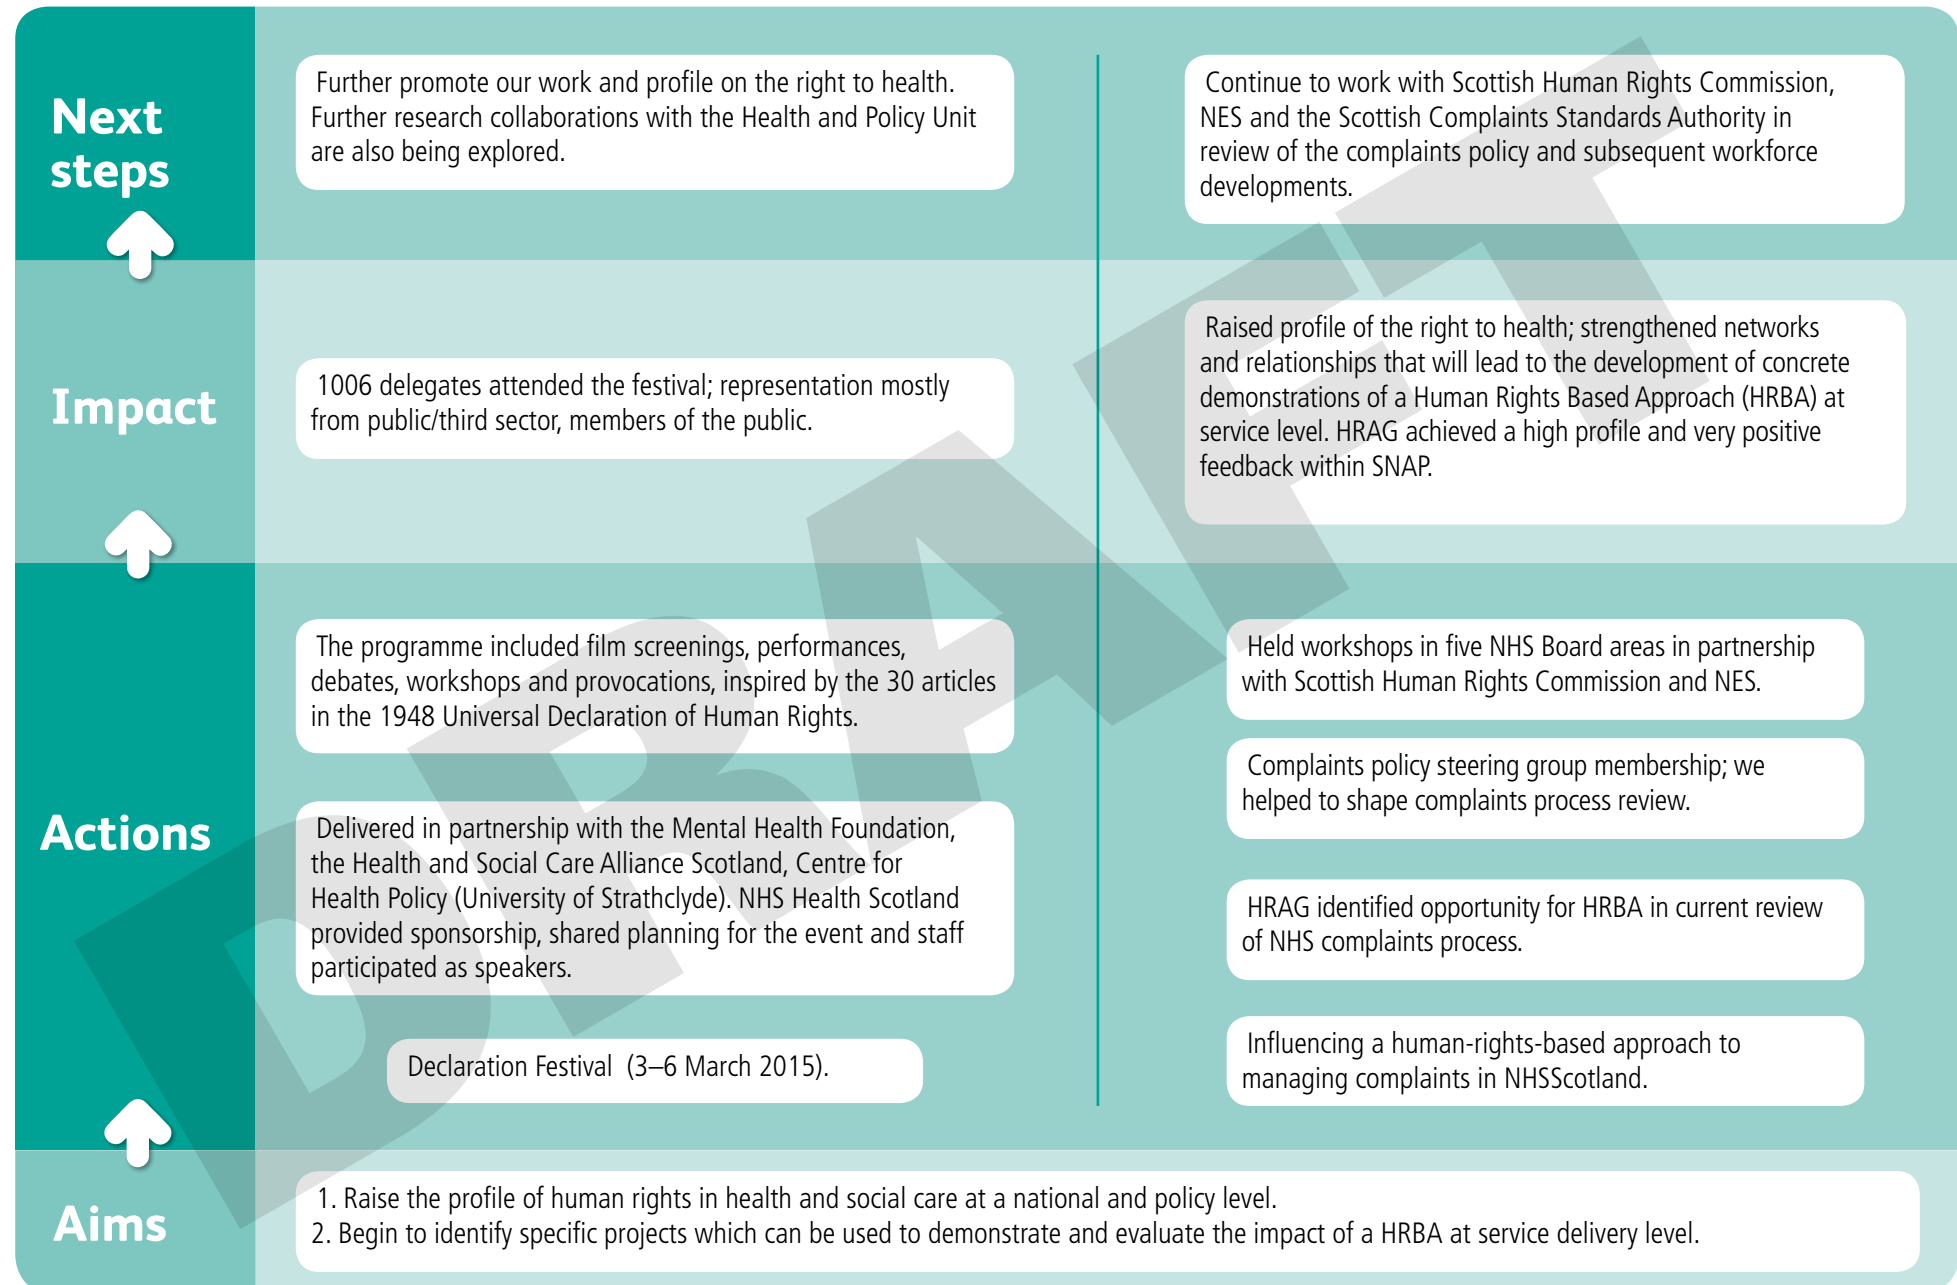 Next
steps
Further promote our work and profile on the right to health.
Further research collaborations with the Health and Policy Unit
are also being explored.
Continue to work with Scottish Human Rights Commission,
NES and the Scottish Complaints Standards Authority in
review of the complaints policy and subsequent workforce
developments.
Impact
1006 delegates attended the festival; representation mostly
from public/third sector, members of the public.
Raised profile of the right to health; strengthened networks
and relationships that will lead to the development of concrete
demonstrations of a Human Rights Based Approach (HRBA) at
service level. HRAG achieved a high profile and very positive
feedback within SNAP.
Actions
The programme included film screenings, performances,
debates, workshops and provocations, inspired by the 30 articles
in the 1948 Universal Declaration of Human Rights.
Delivered in partnership with the Mental Health Foundation,
the Health and Social Care Alliance Scotland, Centre for
Health Policy (University of Strathclyde). NHS Health Scotland
provided sponsorship, shared planning for the event and staff
participated as speakers.
Declaration Festival (3–6 March 2015).
Held workshops in five NHS Board areas in partnership
with Scottish Human Rights Commission and NES.
Complaints policy steering group membership; we
helped to shape complaints process review.
HRAG identified opportunity for HRBA in current review
of NHS complaints process.
Influencing a human-rights-based approach to
managing complaints in NHSScotland.
Aims
1. Raise the profile of human rights in health and social care at a national and policy level.
2. Begin to identify specific projects which can be used to demonstrate and evaluate the impact of a HRBA at service delivery level.
DRAFT